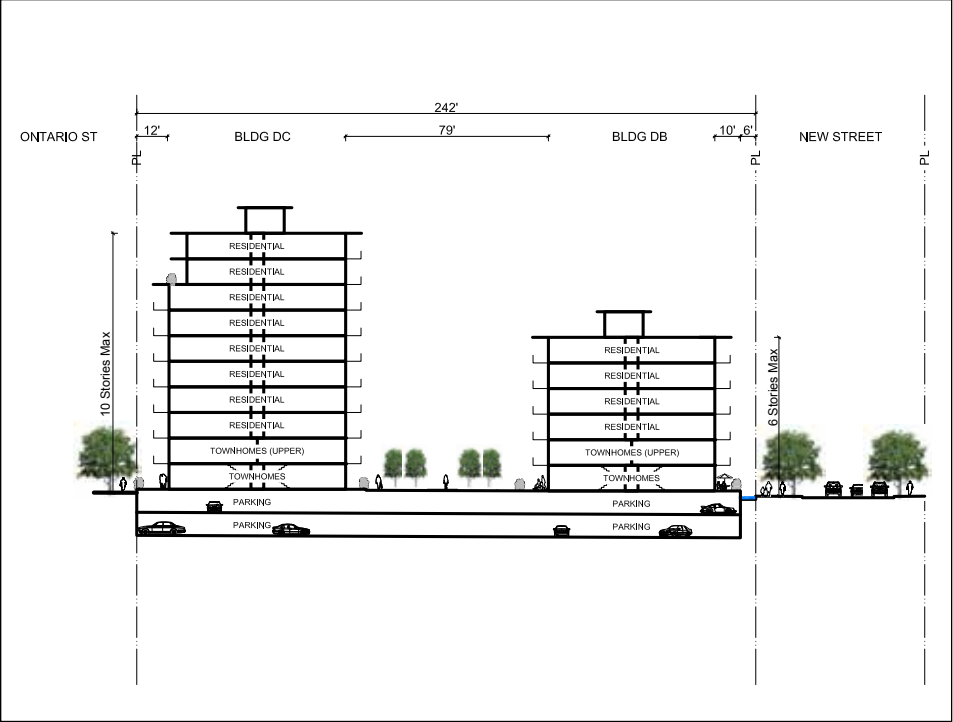 242'
ONTARIO ST
12'
BLDG DC
79'
BLDG DB
10'
6'
NEW STREET
PL
PL
PL
10 Stories Max
RESIDENTIAL
RESIDENTIAL
RESIDENTIAL
RESIDENTIAL
RESIDENTIAL
RESIDENTIAL
RESIDENTIAL
RESIDENTIAL
TOWNHOMES (UPPER)
TOWNHOMES
PARKING
PARKING
RESIDENTIAL
RESIDENTIAL
RESIDENTIAL
RESIDENTIAL
TOWNHOMES (UPPER)
TOWNHOMES
PARKING
PARKING
6 Stories Max